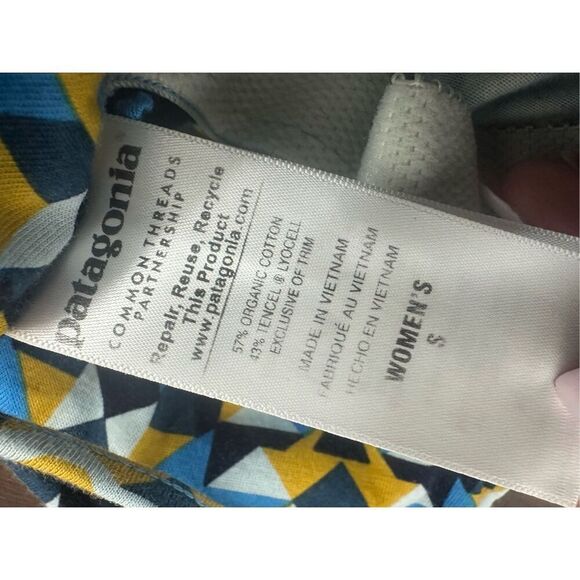 patagonia
COMMON THREADS
PARTNERSHIP
Repair, Reuse, Recycle
This Product
www.patagonia.com
57% ORGANIC COTTON
43% TENCEL® LYOCELL
EXCLUSIVE OF TRIM
MADE IN VIETNAM
FABRIQUÉ AU VIETNAM
HECHO EN VIETNAM
WOMEN'S
S